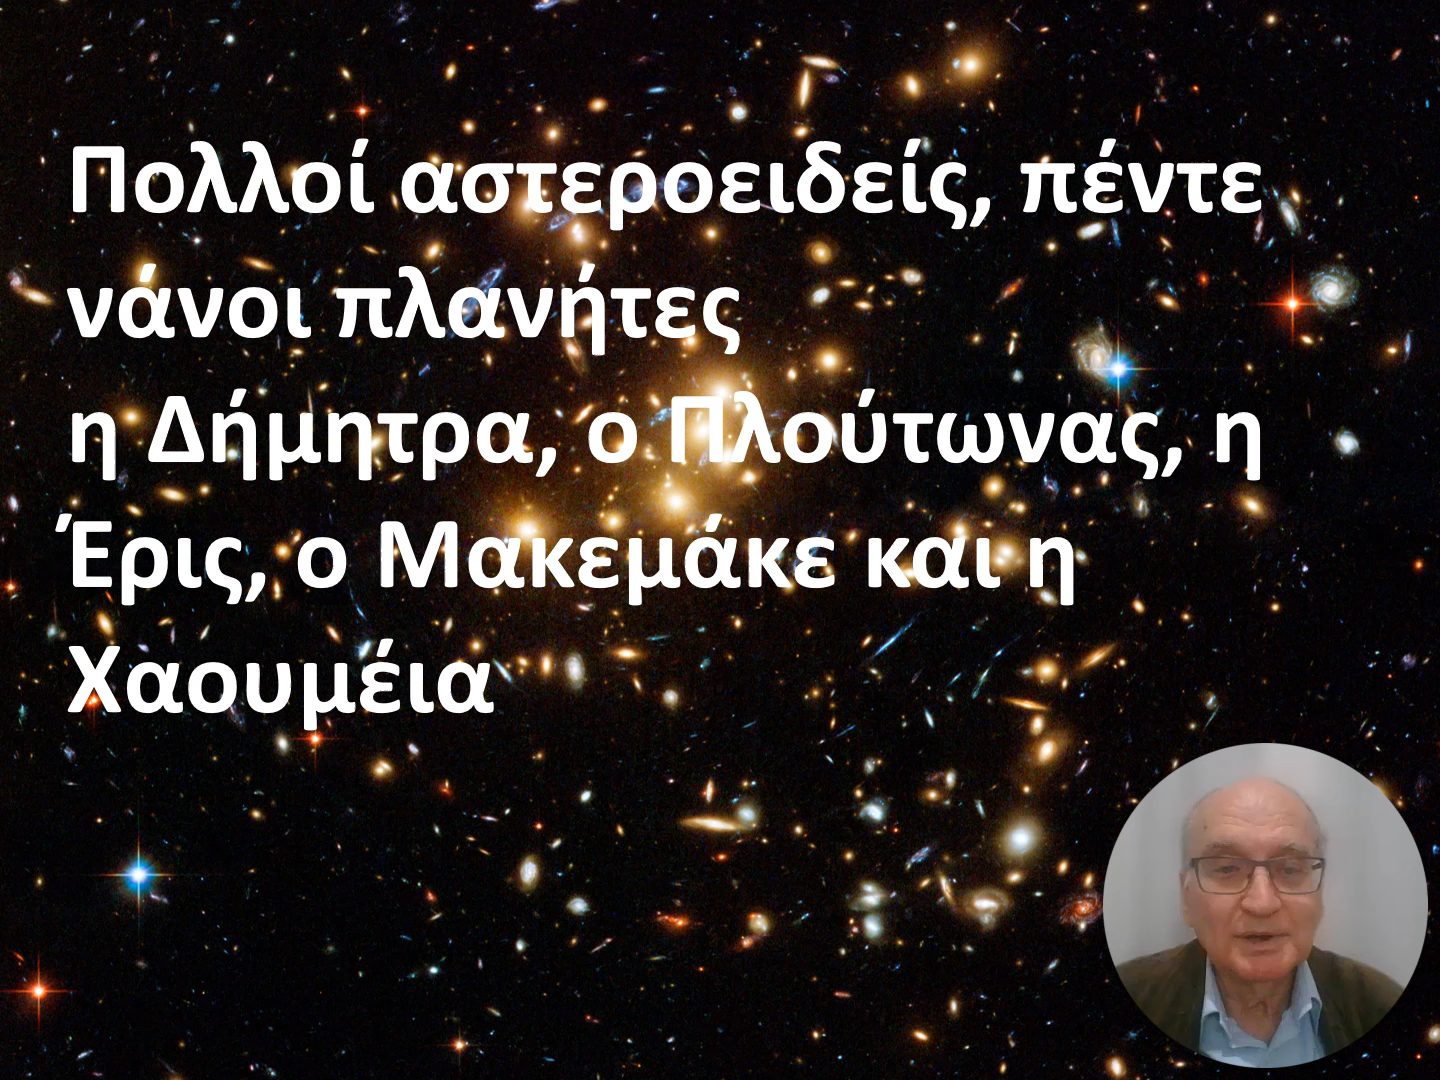 Πολλοί αστεροειδείς, πέντε
νάνοι πλανήτες
η Δήμητρα, ο Πλούτωνας, η
Έρις, ο Μακεμάκε και η
Χαουμέια